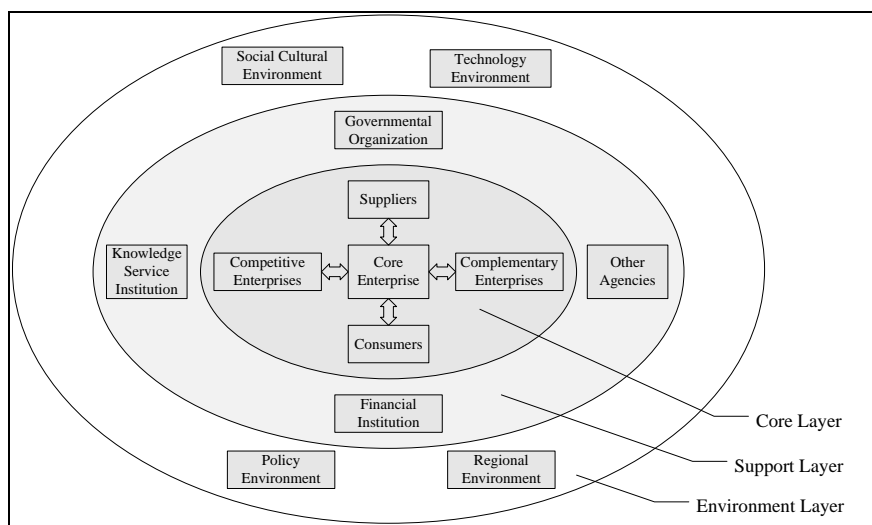 Social Cultural
Environment
Technology
Environment
Governmental
Organization
Suppliers
Knowledge
Service
Institution
Competitive
Enterprises
Core
Enterprise
Complementary
Enterprises
Other
Agencies
Consumers
Financial
Institution
Core Layer
Policy
Environment
Regional
Environment
Support Layer
Environment Layer